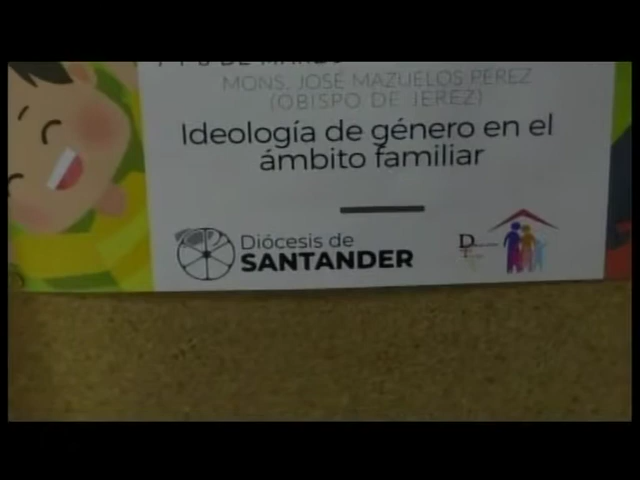 MONS. JOSÉ MAZUELOS PÉREZ
(OBISPO DE JEREZ)
Ideología de género en el
ámbito familiar
Diócesis de
SANTANDER